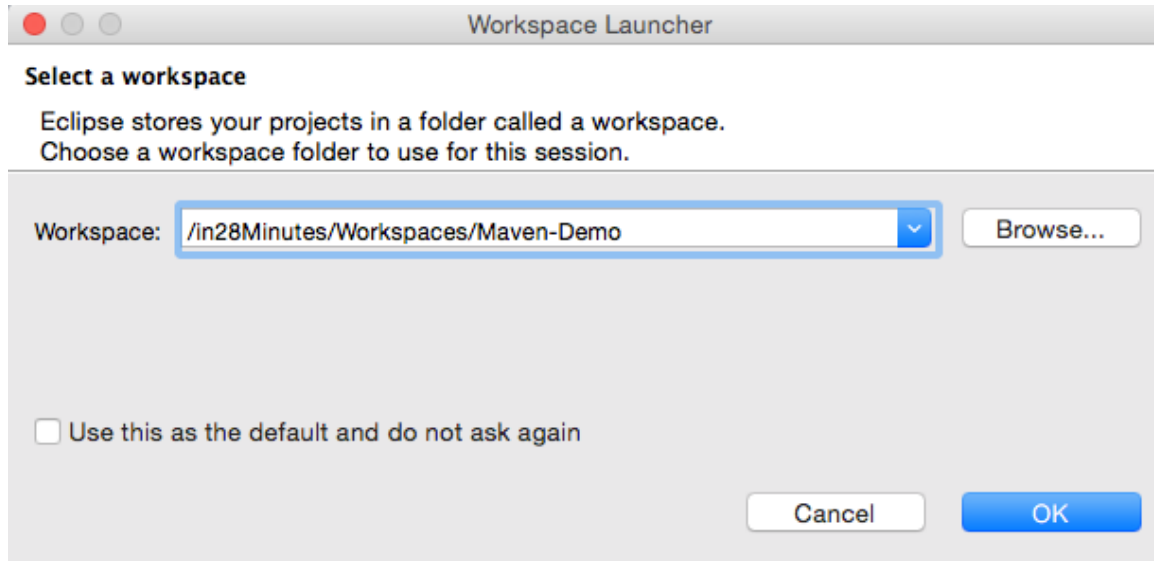 Workspace Launcher
Select a workspace
Eclipse stores your projects in a folder called a workspace.
Choose a workspace folder to use for this session.
Workspace: /in28Minutes/Workspaces/Maven-Demo Browse...
Use this as the default and do not ask again
Cancel OK